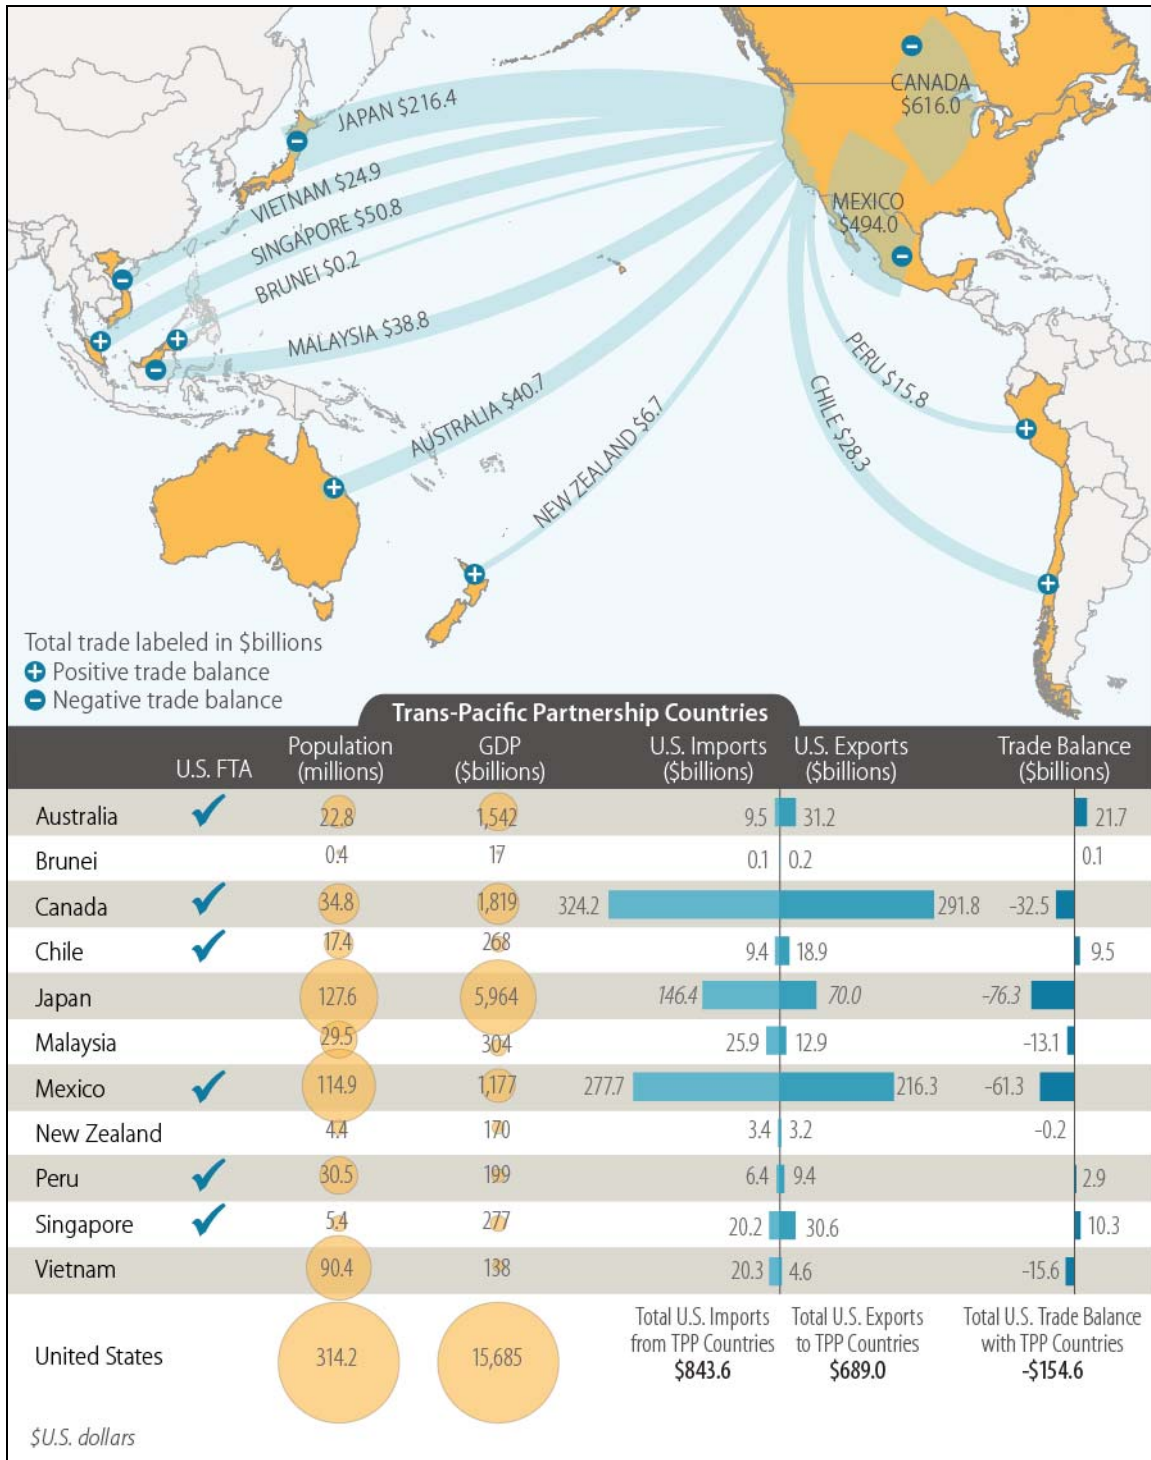 CANADA
$616.0
JAPAN $216.4
VIETNAM $24.9
SINGAPORE $50.8
BRUNEI $0.2
MEXICO
$494.0
MALAYSIA $38.8
AUSTRALIA $40.7
NEW ZEALAND $6.7
PERU $15.8
CHILE $28.3
Total trade labeled in $billions
+ Positive trade balance
− Negative trade balance
Trans-Pacific Partnership Countries
U.S. FTA Population (millions) GDP ($billions) U.S. Imports ($billions) U.S. Exports ($billions) Trade Balance ($billions)
Australia ✓ 22.8 1,542 9.5 31.2 21.7
Brunei 0.4 17 0.1 0.2 0.1
Canada ✓ 34.8 1,819 324.2 291.8 -32.5
Chile ✓ 17.4 268 9.4 18.9 9.5
Japan 127.6 5,964 146.4 70.0 -76.3
Malaysia 29.5 304 25.9 12.9 -13.1
Mexico ✓ 114.9 1,177 277.7 216.3 -61.3
New Zealand 4.4 170 3.4 3.2 -0.2
Peru ✓ 30.5 199 6.4 9.4 2.9
Singapore ✓ 5.4 277 20.2 30.6 10.3
Vietnam 90.4 138 20.3 4.6 -15.6
United States 314.2 15,685
Total U.S. Imports
from TPP Countries
$843.6
Total U.S. Exports
to TPP Countries
$689.0
Total U.S. Trade Balance
with TPP Countries
-$154.6
$U.S. dollars